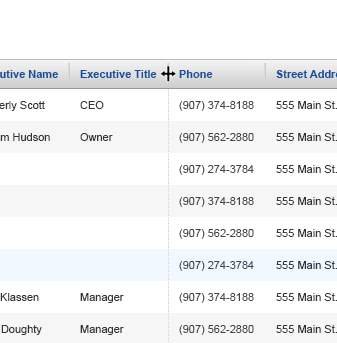 utive Name Executive Title Phone Street Addre
erly Scott CEO (907) 374-8188 555 Main St.
m Hudson Owner (907) 562-2880 555 Main St.
(907) 274-3784 555 Main St.
(907) 374-8188 555 Main St.
(907) 562-2880 555 Main St.
(907) 274-3784 555 Main St.
Klassen Manager (907) 374-8188 555 Main St.
Doughty Manager (907) 562-2880 555 Main St.